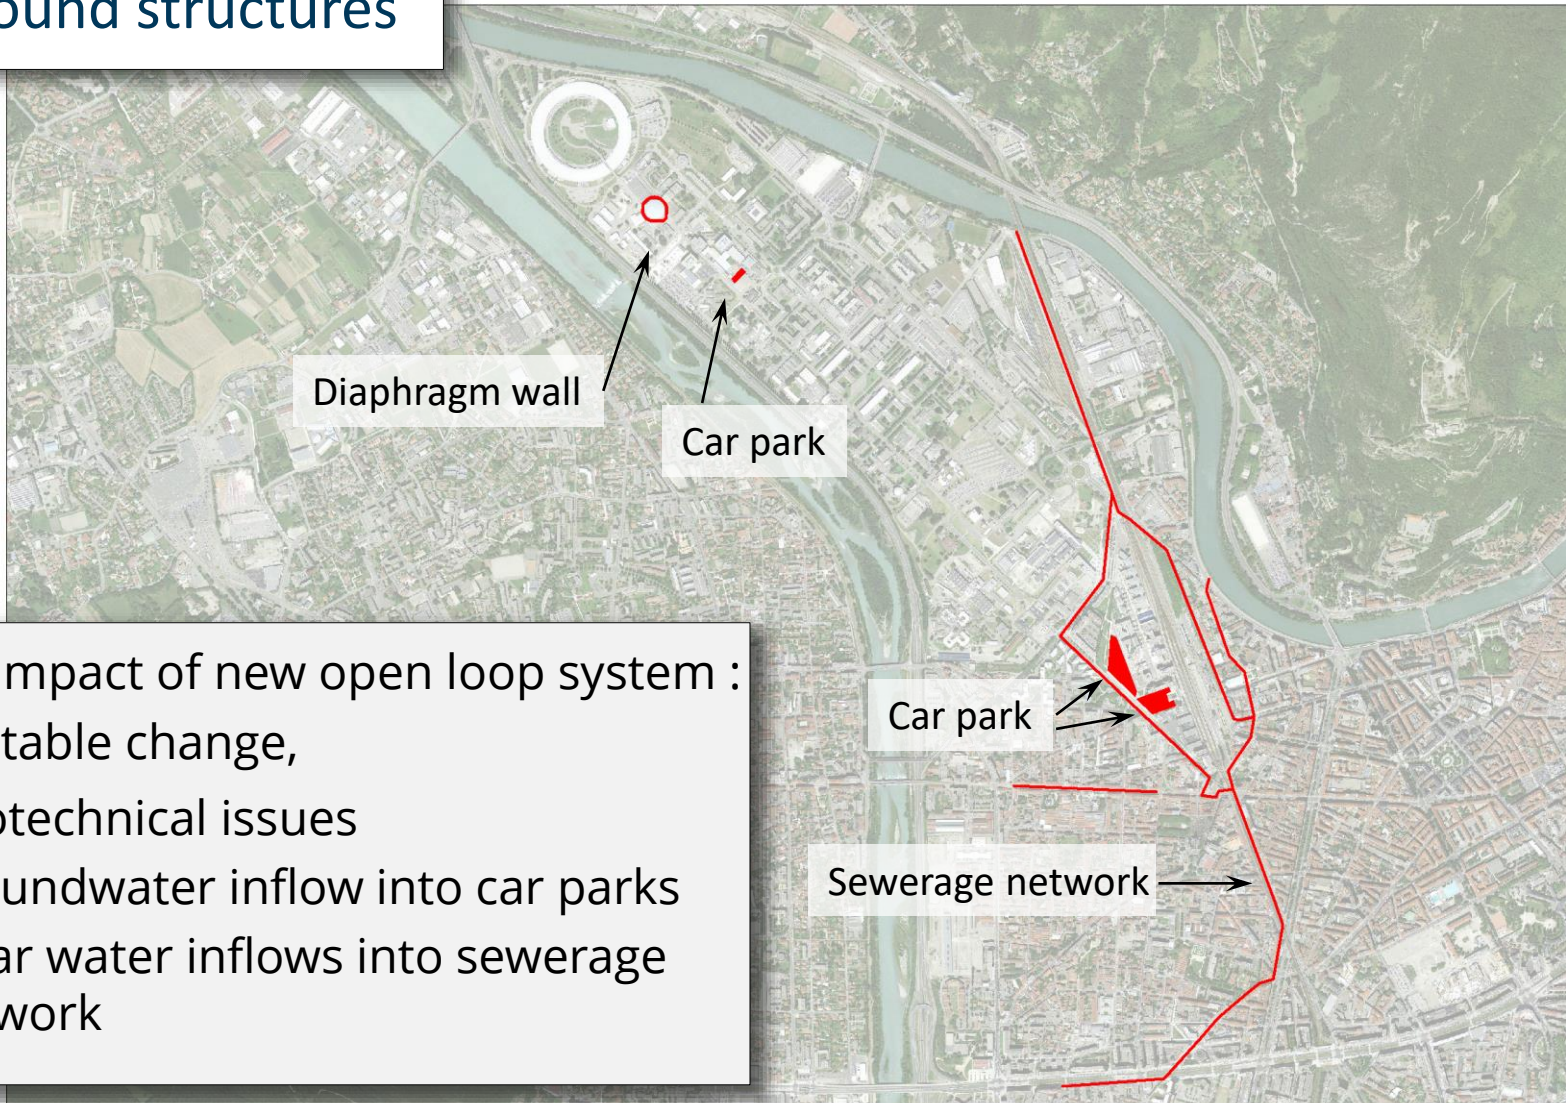 ound structures
Diaphragm wall
Car park
impact of new open loop system :
table change,
otechnical issues
Car park
undwater inflow into car parks
Sewerage network
ar water inflows into sewerage
work